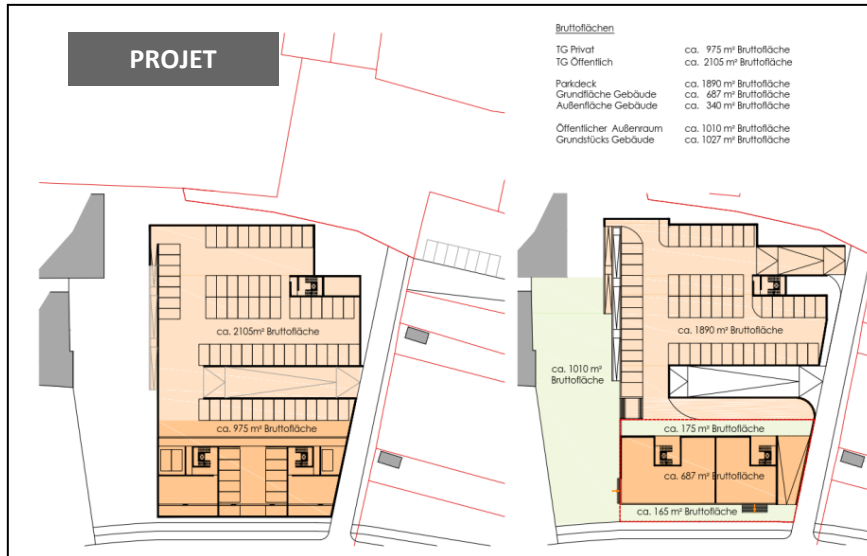 PROJET
Bruttoflächen
TG Privat ca. 975 m² Bruttofläche
TG Öffentlich ca. 2105 m² Bruttofläche
Parkdeck ca. 1890 m² Bruttofläche
Grundfläche Gebäude ca. 687 m² Bruttofläche
Außenfläche Gebäude ca. 340 m² Bruttofläche
Öffentlicher Außenraum ca. 1010 m² Bruttofläche
Grundstücks Gebäude ca. 1027 m² Bruttofläche
ca. 2105m² Bruttofläche
ca. 975 m² Bruttofläche
ca. 1890 m² Bruttofläche
ca. 1010 m²
Bruttofläche
ca. 175 m² Bruttofläche
ca. 687 m² Bruttofläche
ca. 165 m² Bruttofläche